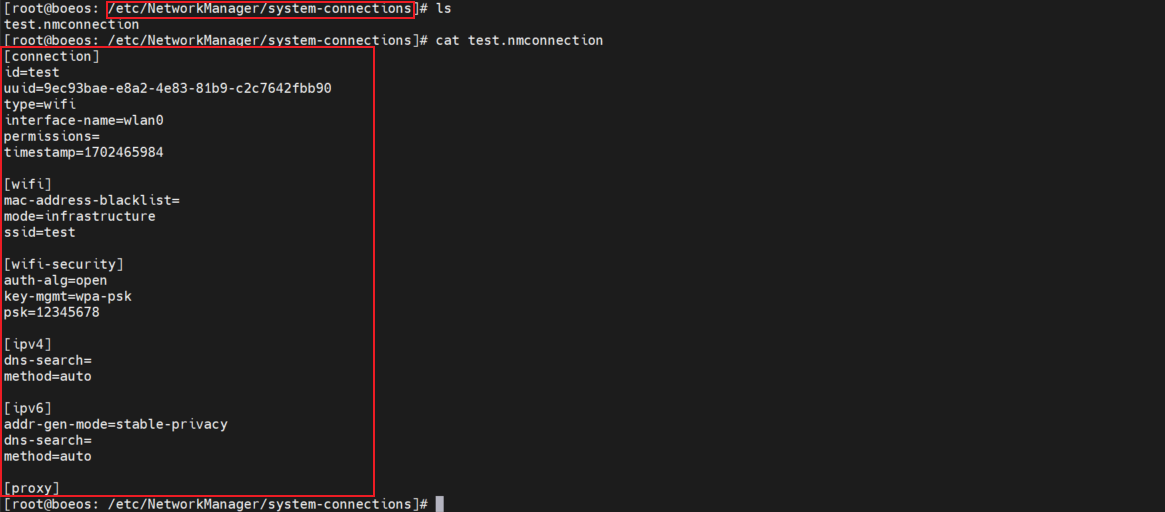 [root@boeos: /etc/NetworkManager/system-connections]# ls
test.nmconnection
[root@boeos: /etc/NetworkManager/system-connections]# cat test.nmconnection
[connection]
id=test
uuid=9ec93bae-e8a2-4e83-81b9-c2c7642fbb90
type=wifi
interface-name=wlan0
permissions=
timestamp=1702465984
[wifi]
mac-address-blacklist=
mode=infrastructure
ssid=test
[wifi-security]
auth-alg=open
key-mgmt=wpa-psk
psk=12345678
[ipv4]
dns-search=
method=auto
[ipv6]
addr-gen-mode=stable-privacy
dns-search=
method=auto
[proxy]
[root@boeos: /etc/NetworkManager/system-connections]#